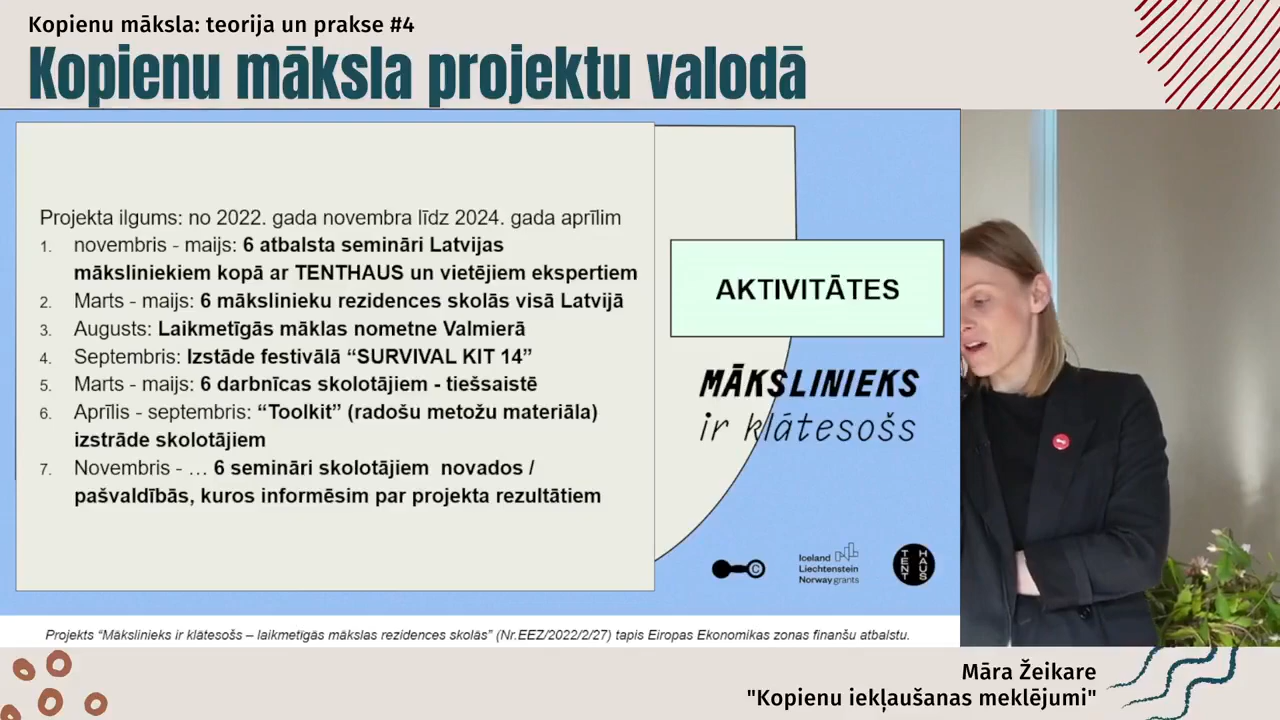 Kopienu māksla: teorija un prakse #4
Kopienu māksla projektu valodā
Projekta ilgums: no 2022. gada novembra līdz 2024. gada aprīlim
1. novembris - maijs: 6 atbalsta semināri Latvijas
māksliniekiem kopā ar TENTHAUS un vietējiem ekspertiem
2. Marts - maijs: 6 mākslinieku rezidences skolās visā Latvijā
3. Augusts: Laikmetīgās māklas nometne Valmierā
4. Septembris: Izstāde festivālā “SURVIVAL KIT 14”
5. Marts - maijs: 6 darbnīcas skolotājiem - tiešsaistē
6. Aprīlis - septembris: “Toolkit” (radošu metožu materiāla)
izstrāde skolotājiem
7. Novembris - … 6 semināri skolotājiem novados /
pašvaldībās, kuros informēsim par projekta rezultātiem
AKTIVITĀTES
MĀKSLINIEKS
ir klātesošs
C
Iceland
Liechtenstein
Norway grants
TENT HAUS
Projekts “Mākslinieks ir klātesošs – laikmetīgās mākslas rezidences skolās” (Nr.EEZ/2022/2/27) tapis Eiropas Ekonomikas zonas finanšu atbalstu.
Māra Žeikare
"Kopienu iekļaušanas meklējumi"